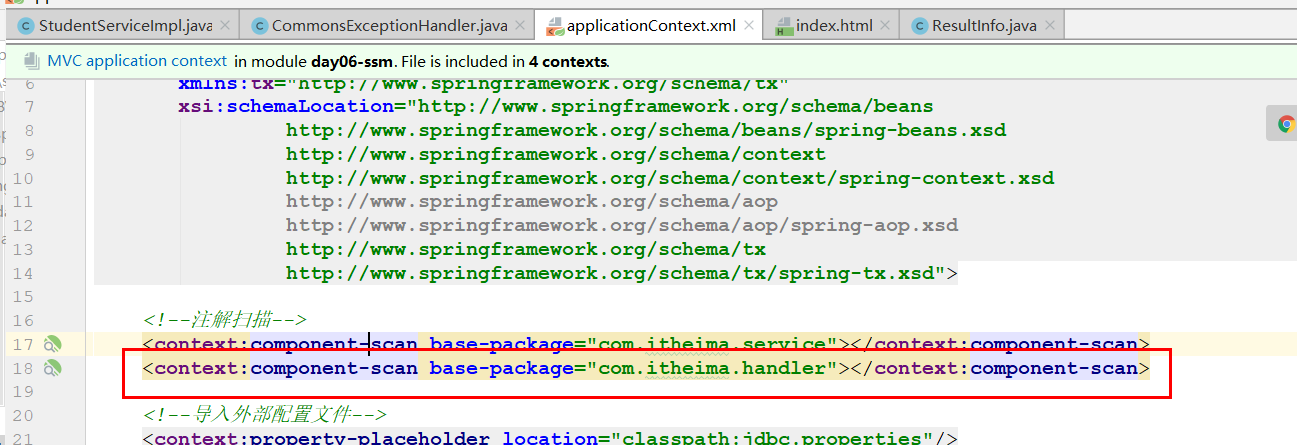 StudentServiceImpl.java × CommonsExceptionHandler.java × applicationContext.xml × index.html × ResultInfo.java ×
MVC application context in module day06-ssm. File is included in 4 contexts.
6 xmlns:tx="http://www.springframework.org/schema/tx"
7 xsi:schemaLocation="http://www.springframework.org/schema/beans
8 http://www.springframework.org/schema/beans/spring-beans.xsd
9 http://www.springframework.org/schema/context
10 http://www.springframework.org/schema/context/spring-context.xsd
11 http://www.springframework.org/schema/aop
12 http://www.springframework.org/schema/aop/spring-aop.xsd
13 http://www.springframework.org/schema/tx
14 http://www.springframework.org/schema/tx/spring-tx.xsd">
15
16 <!--注解扫描-->
17 <context:component-scan base-package="com.itheima.service"></context:component-scan>
18 <context:component-scan base-package="com.itheima.handler"></context:component-scan>
19
20 <!--导入外部配置文件-->
21 <context:property-placeholder location="classpath:jdbc.properties"/>